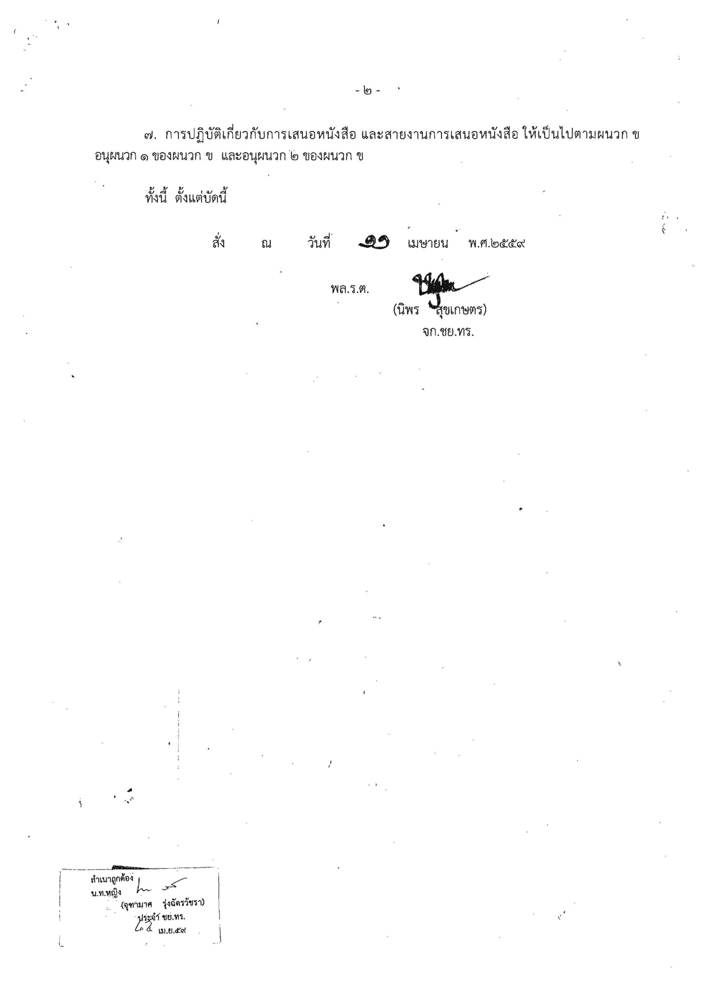 - ๒ -
๗. การปฏิบัติเกี่ยวกับการเสนอหนังสือ และสายงานการเสนอหนังสือ ให้เป็นไปตามผนวก ข
อนุผนวก ๑ ของผนวก ข และอนุผนวก ๒ ของผนวก ข
ทั้งนี้ ตั้งแต่บัดนี้
สั่ง ณ วันที่ ๑๑ เมษายน พ.ศ.๒๕๕๙
พล.ร.ต.
(นิพร สุขเกษตร)
จก.ชย.ทร.
สำเนาถูกต้อง
น.ท.หญิง
(จุฑามาศ รุ่งฉัตรวัชรา)
ประจำ ชย.ทร.
เม.ย.๕๙